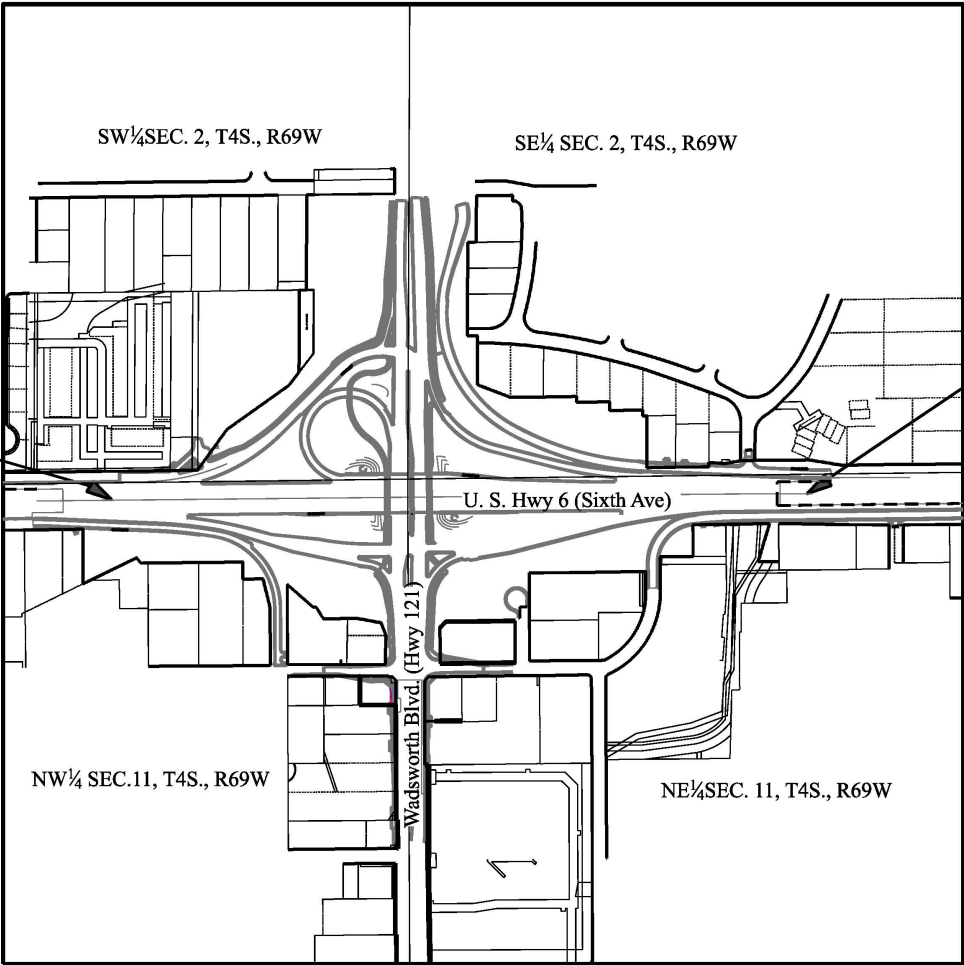 SW¼SEC. 2, T4S., R69W
SE¼ SEC. 2, T4S., R69W
U. S. Hwy 6 (Sixth Ave)
Wadsworth Blvd. (Hwy 121)
NW¼ SEC.11, T4S., R69W
NE¼SEC. 11, T4S., R69W